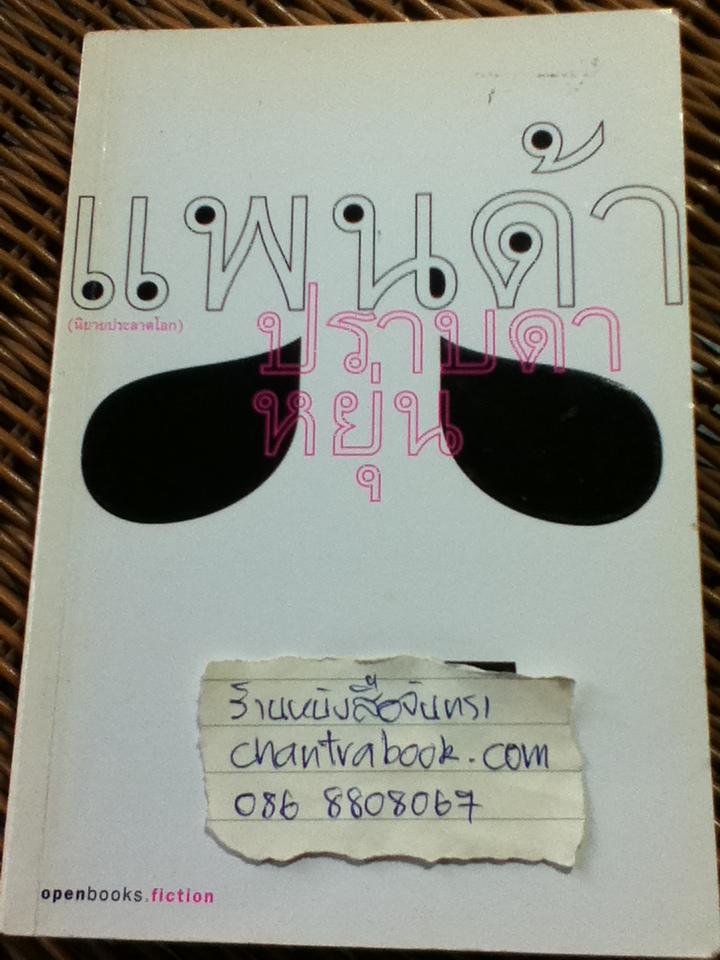 แพนด้า
(นิยายประลาดโลก)
ปราบดา
หยุ่น
ร้านหนังสือจันทรา
chantrabook.com
086 8808067
openbooks.fiction